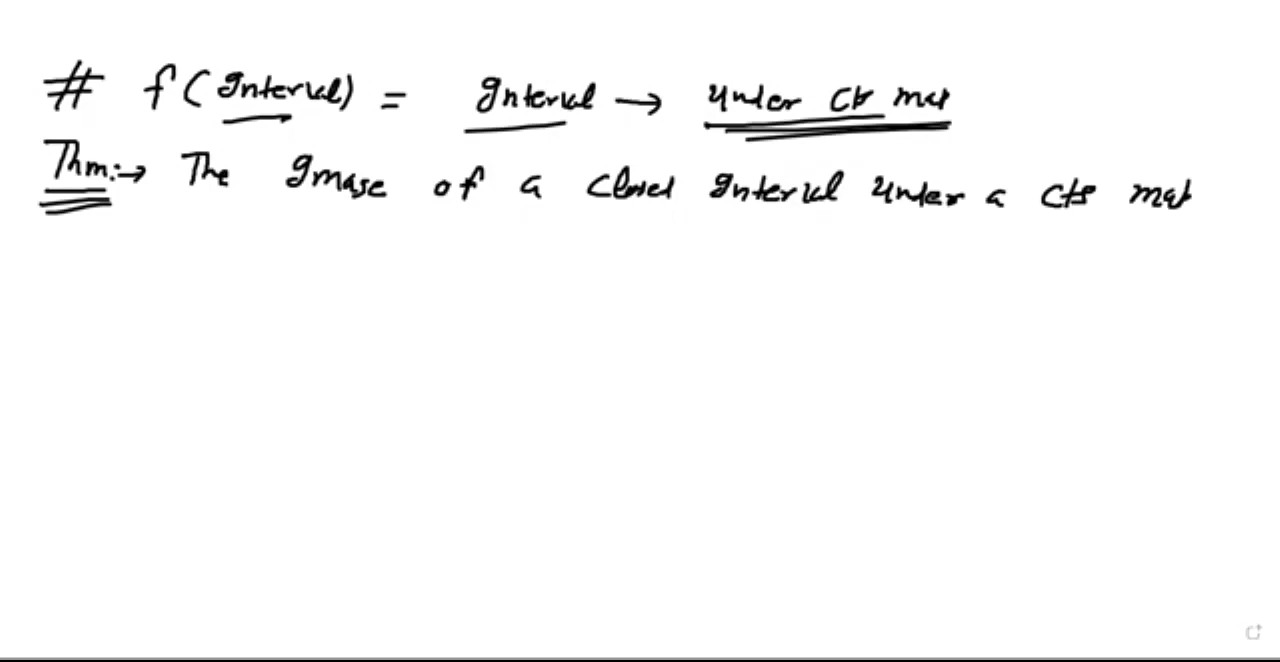 # f(Interval) = Interval → under cts map
Thm:→ The Image of a closed Interval under a cts map